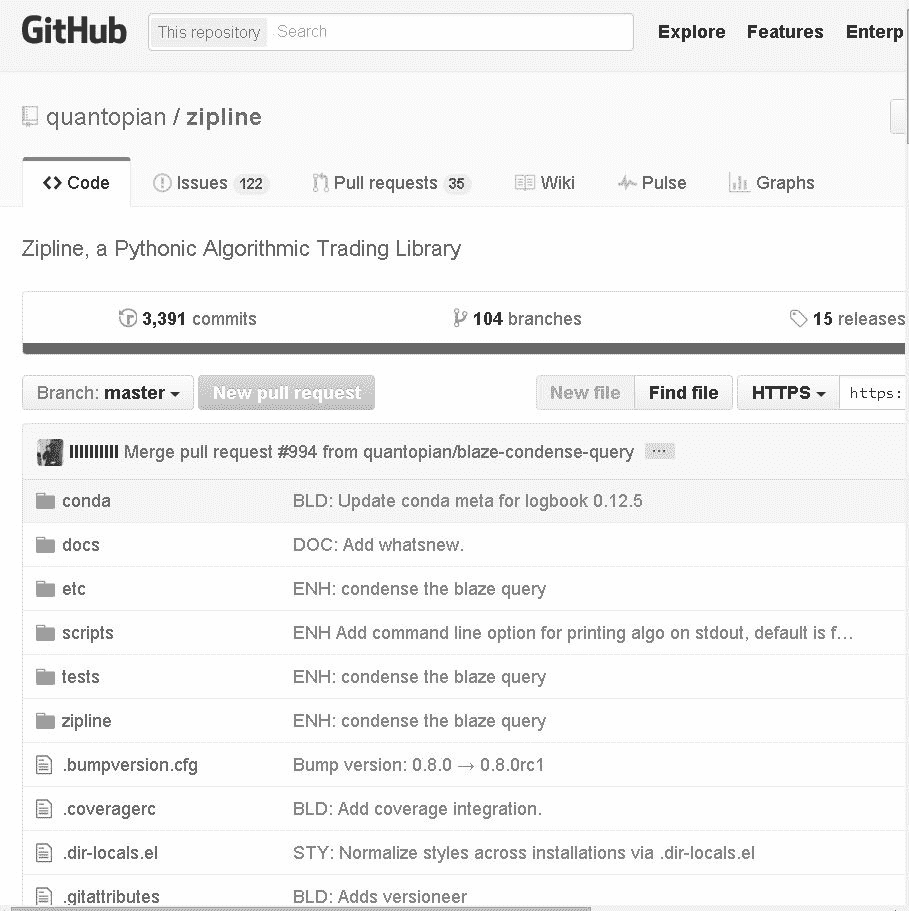 GitHub This repository Search Explore Features Enterp
quantopian / zipline
Code Issues 122 Pull requests 35 Wiki Pulse Graphs
Zipline, a Pythonic Algorithmic Trading Library
3,391 commits 104 branches 15 releases
Branch: master New pull request New file Find file HTTPS https:
Merge pull request #994 from quantopian/blaze-condense-query ...
conda BLD: Update conda meta for logbook 0.12.5
docs DOC: Add whatsnew.
etc ENH: condense the blaze query
scripts ENH Add command line option for printing algo on stdout, default is f...
tests ENH: condense the blaze query
zipline ENH: condense the blaze query
.bumpversion.cfg Bump version: 0.8.0 → 0.8.0rc1
.coveragerc BLD: Add coverage integration.
.dir-locals.el STY: Normalize styles across installations via .dir-locals.el
.gitattributes BLD: Adds versioneer